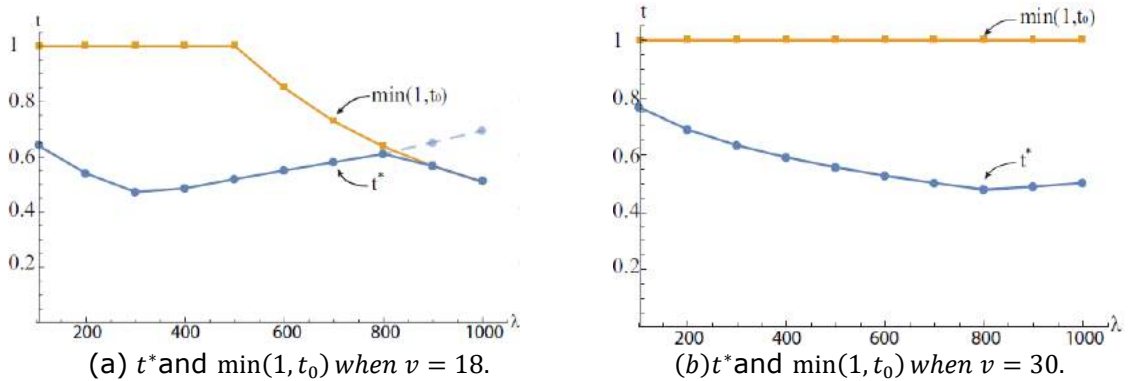 t
1
0.8
0.6
0.4
0.2
min(1,t₀)
t*
200 400 600 800 1000 λ
(a) t*and min(1, t₀) when v = 18.
t
1
0.8
0.6
0.4
0.2
min(1,t₀)
t*
200 400 600 800 1000 λ
(b)t*and min(1, t₀) when v = 30.